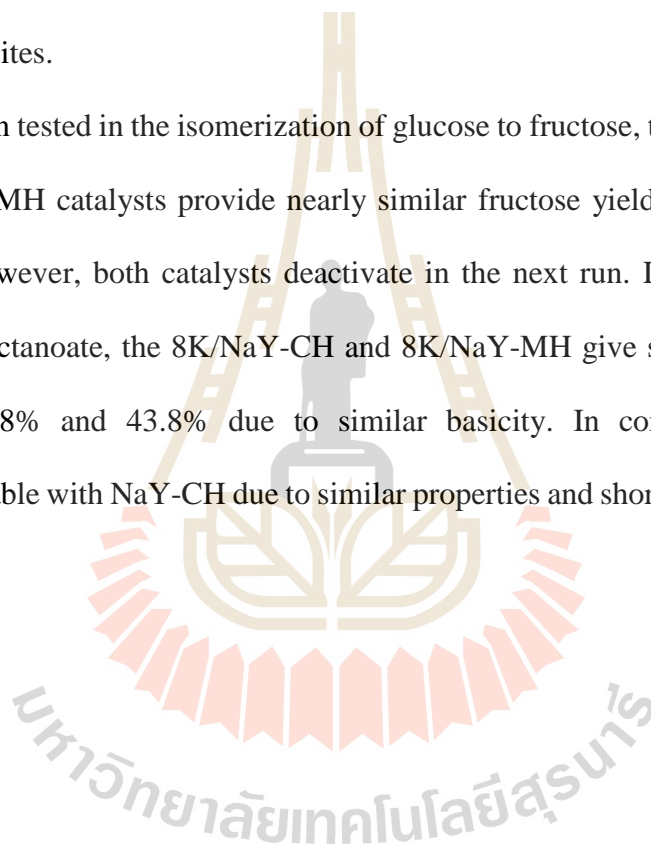 ites.
n tested in the isomerization of glucose to fructose, t
MH catalysts provide nearly similar fructose yield
wever, both catalysts deactivate in the next run. I
ctanoate, the 8K/NaY-CH and 8K/NaY-MH give s
8% and 43.8% due to similar basicity. In con
ble with NaY-CH due to similar properties and shor
มหาวิทยาลัยเทคโนโลยีสุรนารี